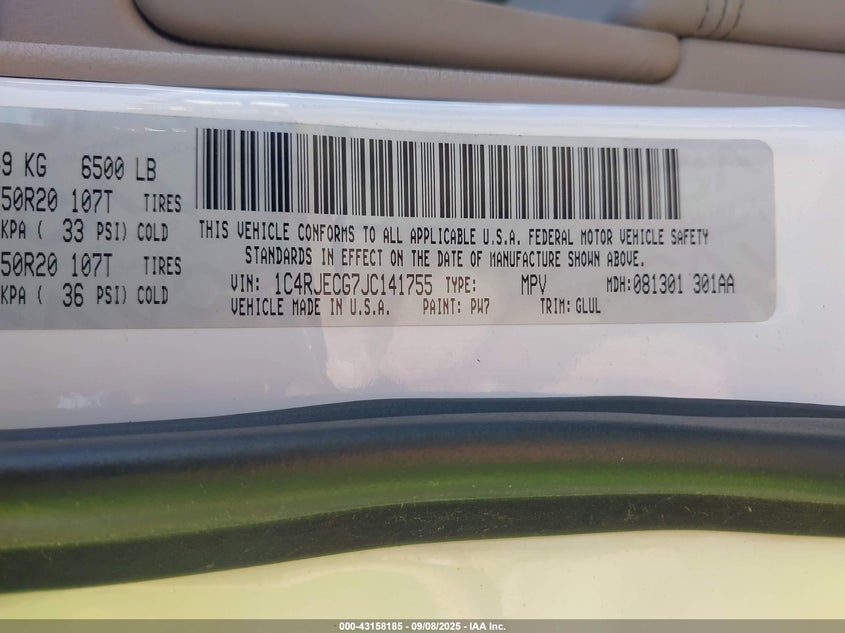 9 KG 6500 LB
50R20 107T TIRES
KPA ( 33 PSI) COLD
50R20 107T TIRES
KPA ( 36 PSI) COLD
THIS VEHICLE CONFORMS TO ALL APPLICABLE U.S.A. FEDERAL MOTOR VEHICLE SAFETY
STANDARDS IN EFFECT ON THE DATE OF MANUFACTURE SHOWN ABOVE.
VIN: 1C4RJECG7JC141755 TYPE: MPV MDH:081301 301AA
VEHICLE MADE IN U.S.A. PAINT: PW7 TRIM: GLUL
000-43158185 - 09/08/2025 - IAA Inc.